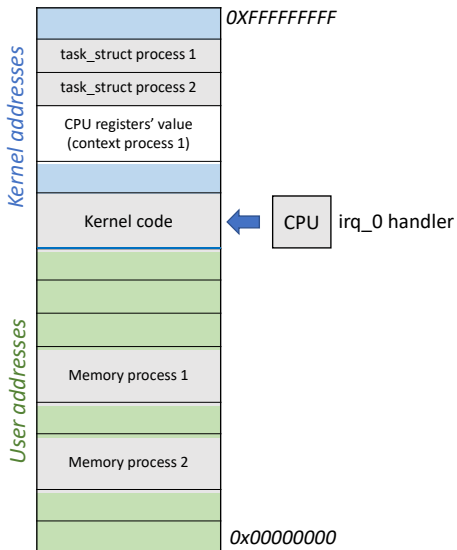 0XFFFFFFFFF
Kernel addresses
task_struct process 1
task_struct process 2
CPU registers' value
(context process 1)
Kernel code
CPU
irq_0 handler
User addresses
Memory process 1
Memory process 2
0x00000000